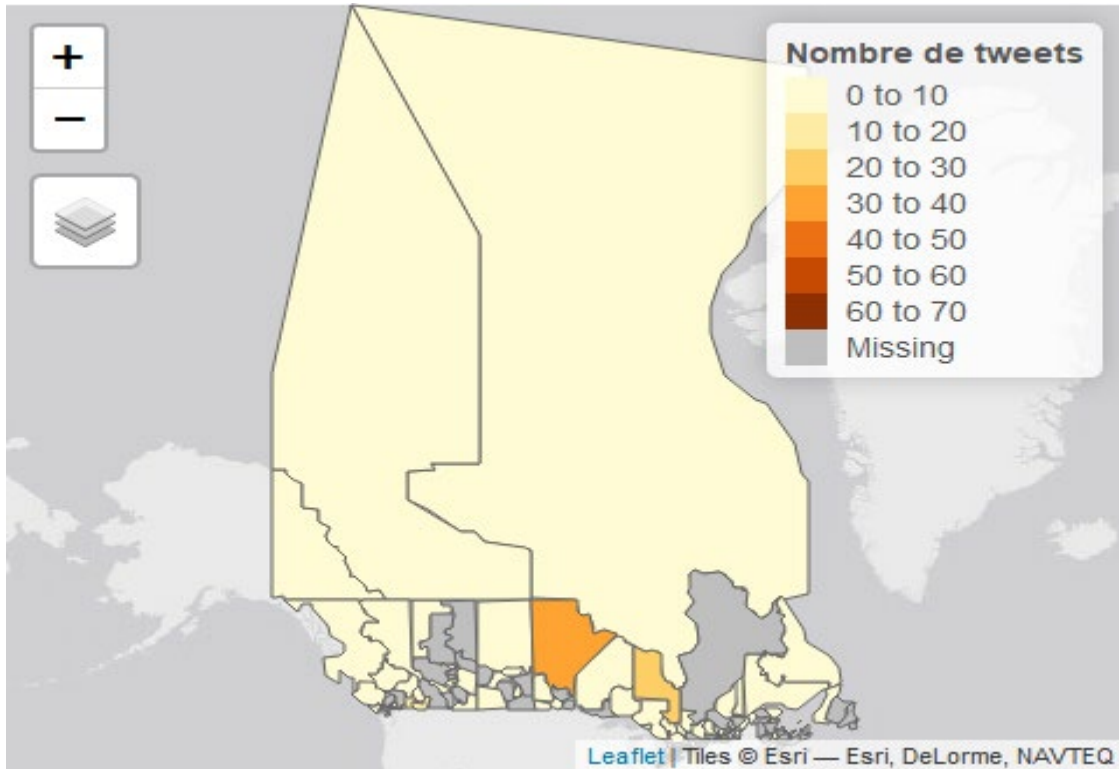 +
−
Nombre de tweets
0 to 10
10 to 20
20 to 30
30 to 40
40 to 50
50 to 60
60 to 70
Missing
Leaflet | Tiles © Esri — Esri, DeLorme, NAVTEQ